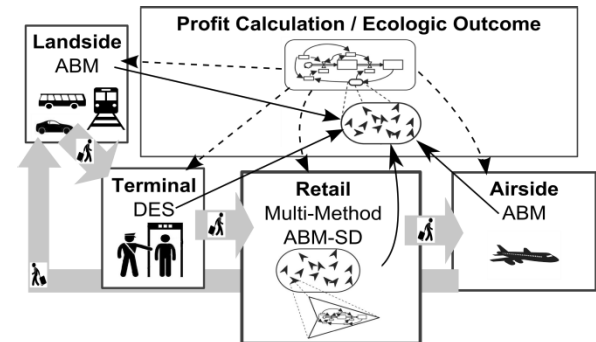 Profit Calculation / Ecologic Outcome
Landside
ABM
Terminal
DES
Retail
Multi-Method
ABM-SD
Airside
ABM